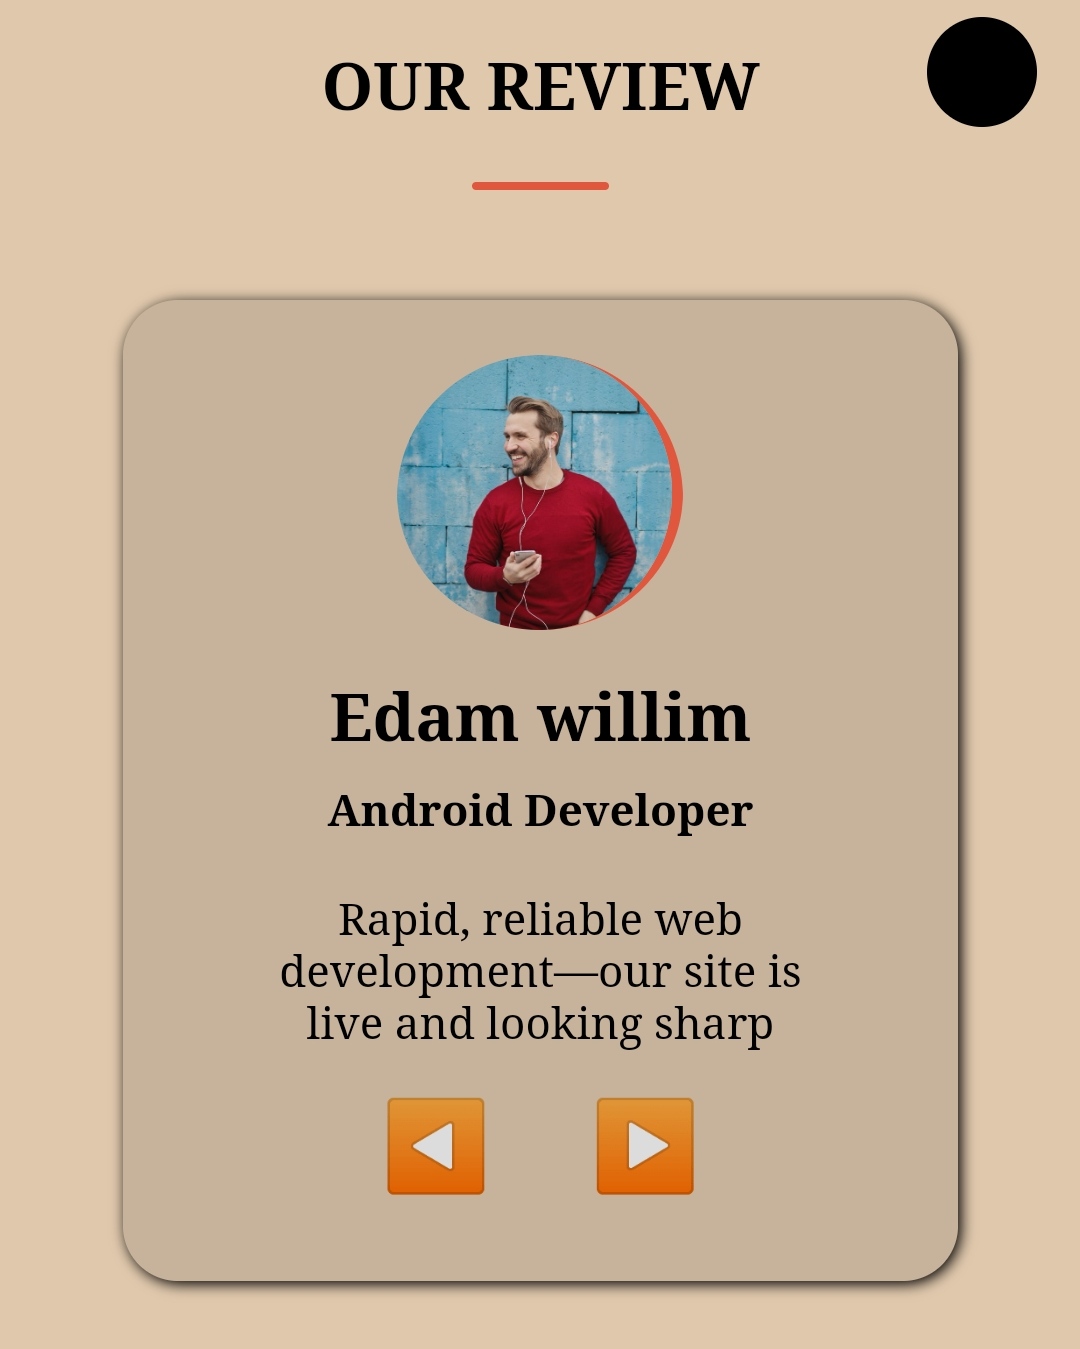 OUR REVIEW
Edam willim
Android Developer
Rapid, reliable web
development—our site is
live and looking sharp